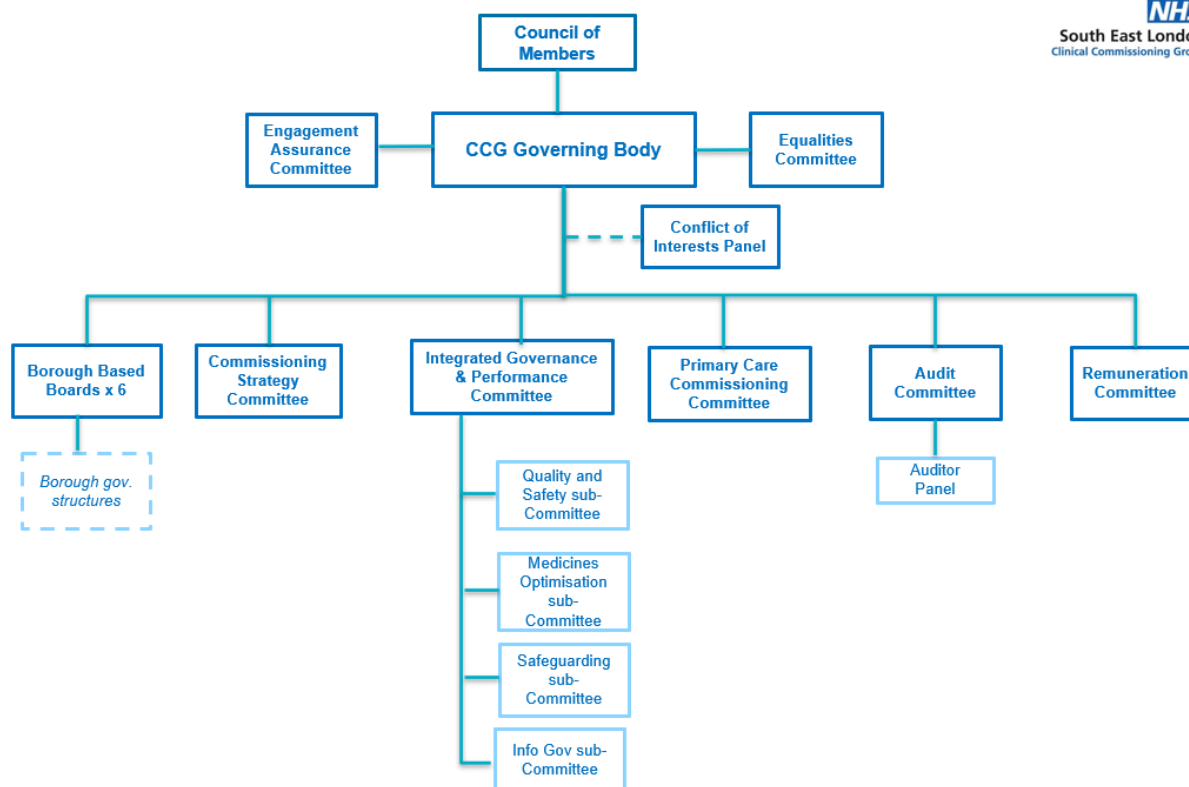 NHS
South East Londo
Clinical Commissioning Gro
Council of
Members
Engagement
Assurance
Committee
CCG Governing Body
Equalities
Committee
Conflict of
Interests Panel
Borough Based
Boards x 6
Commissioning
Strategy
Committee
Integrated Governance
& Performance
Committee
Primary Care
Commissioning
Committee
Audit
Committee
Remuneration
Committee
Borough gov.
structures
Auditor
Panel
Quality and
Safety sub-
Committee
Medicines
Optimisation
sub-
Committee
Safeguarding
sub-
Committee
Info Gov sub-
Committee